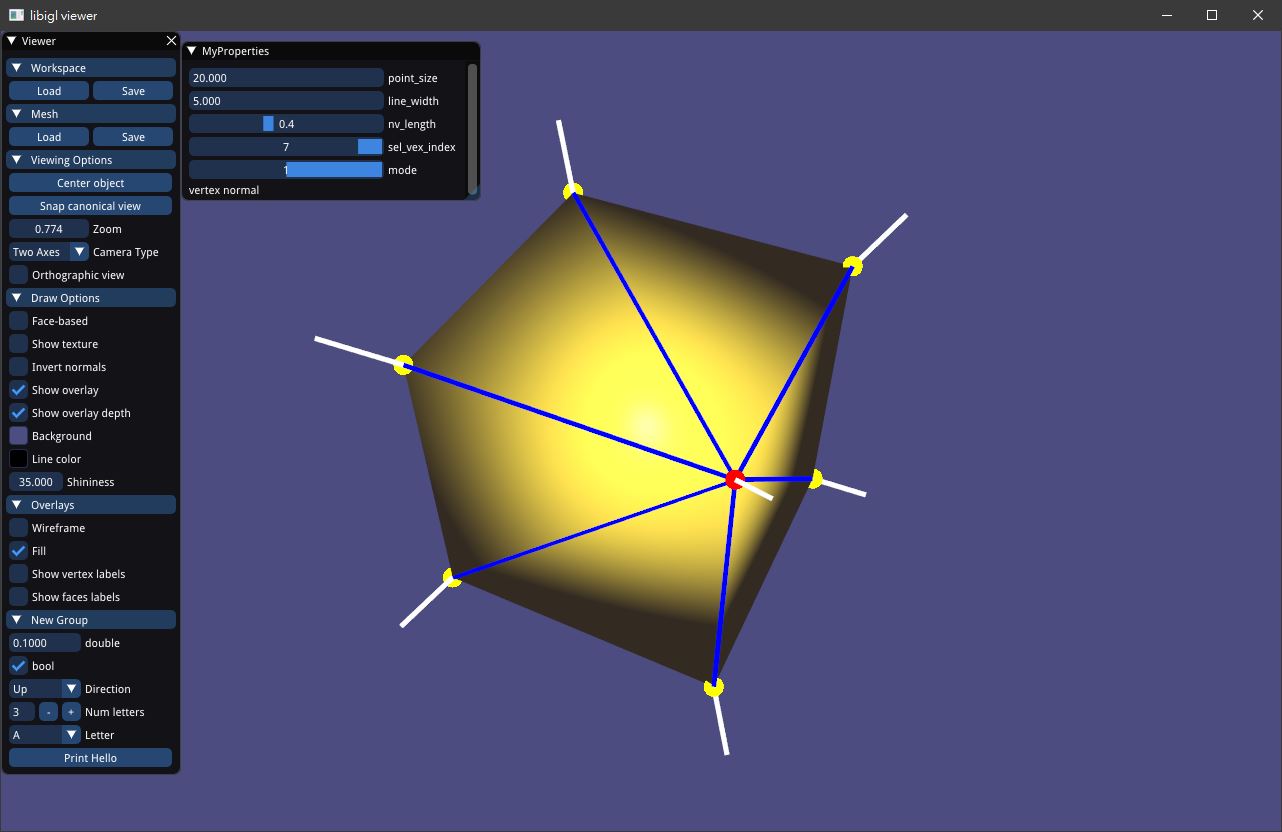 libigl viewer
Viewer
Workspace
Load Save
Mesh
Load Save
Viewing Options
Center object
Snap canonical view
0.774 Zoom
Two Axes Camera Type
Orthographic view
Draw Options
Face-based
Show texture
Invert normals
Show overlay
Show overlay depth
Background
Line color
35.000 Shininess
Overlays
Wireframe
Fill
Show vertex labels
Show faces labels
New Group
0.1000 double
bool
Up Direction
3 - + Num letters
A Letter
Print Hello
MyProperties
20.000 point_size
5.000 line_width
0.4 nv_length
7 sel_vex_index
1 mode
vertex normal